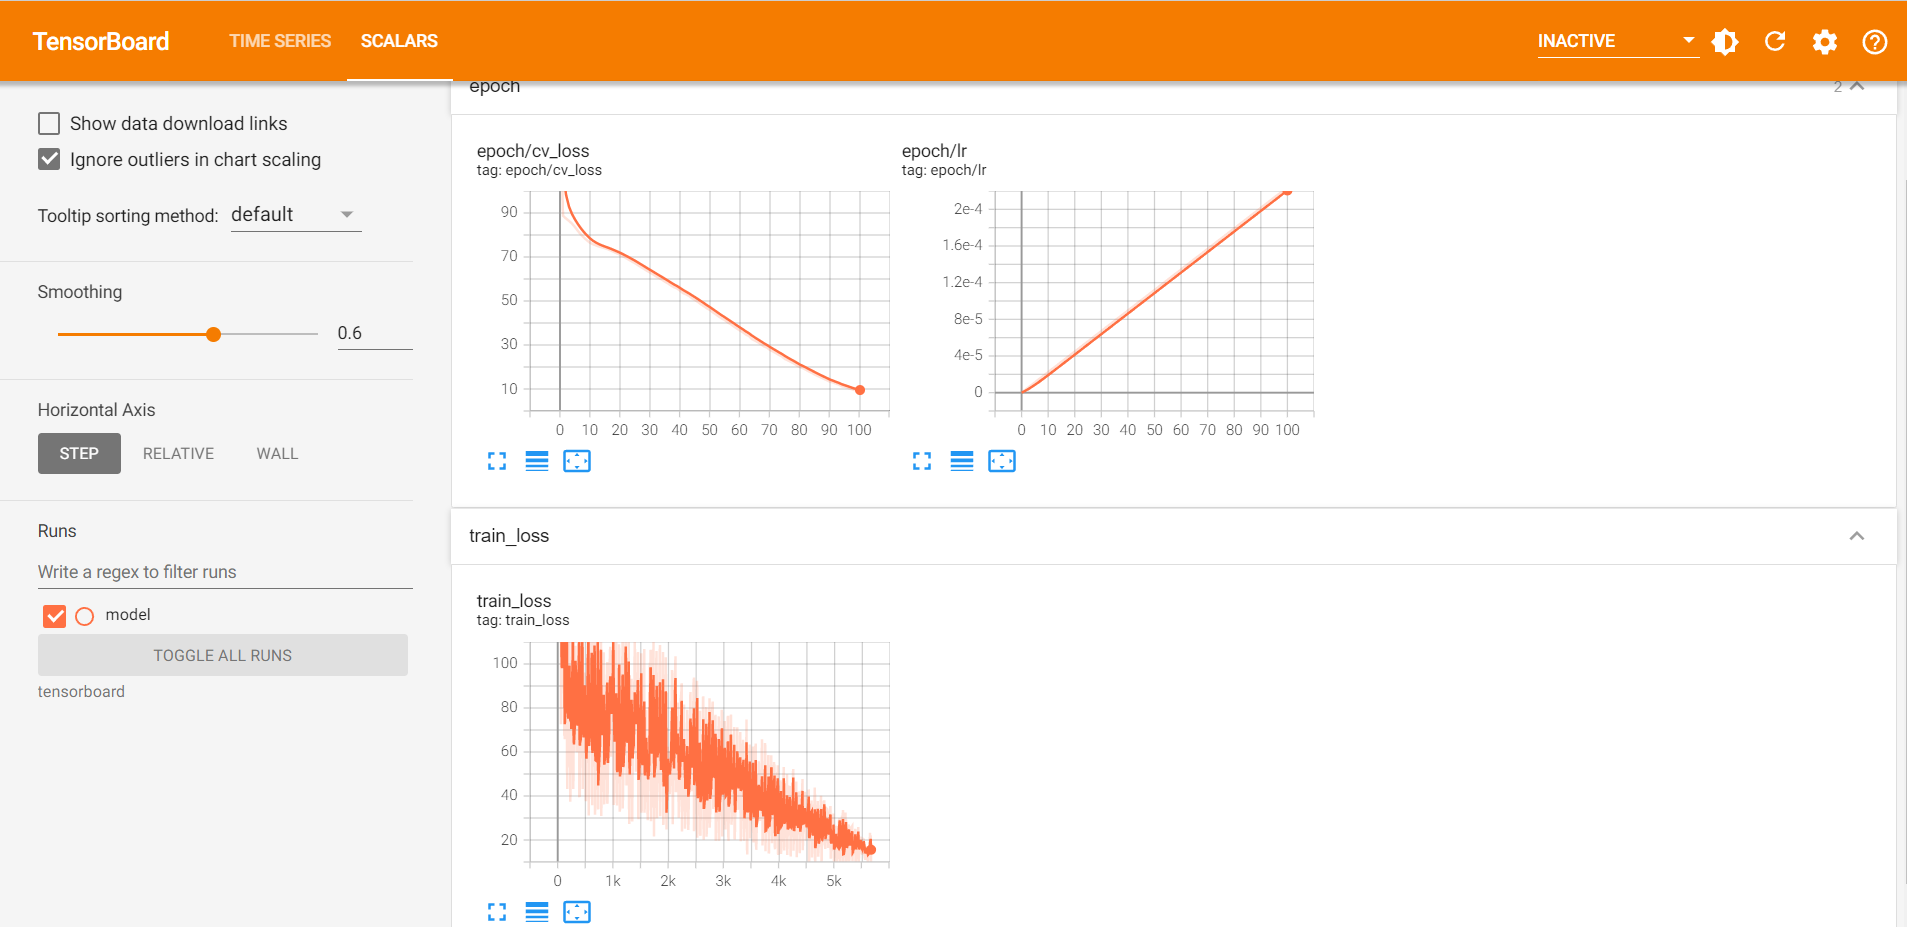 TensorBoard TIME SERIES SCALARS INACTIVE
Show data download links
Ignore outliers in chart scaling
Tooltip sorting method: default
Smoothing
0.6
Horizontal Axis
STEP RELATIVE WALL
Runs
Write a regex to filter runs
model
TOGGLE ALL RUNS
tensorboard
epoch 2
epoch/cv_loss
tag: epoch/cv_loss
90
70
50
30
10
0 10 20 30 40 50 60 70 80 90 100
epoch/lr
tag: epoch/lr
2e-4
1.6e-4
1.2e-4
8e-5
4e-5
0
0 10 20 30 40 50 60 70 80 90 100
train_loss
train_loss
tag: train_loss
100
80
60
40
20
0 1k 2k 3k 4k 5k